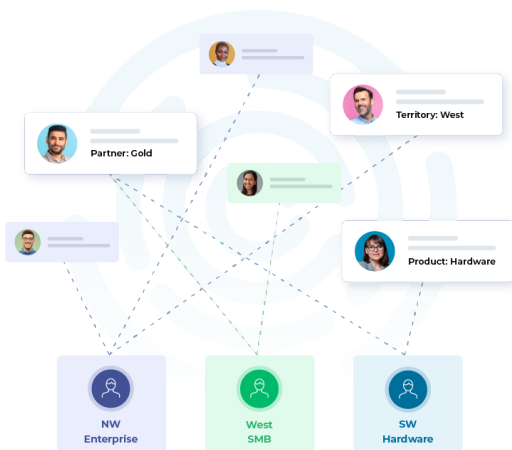 Territory: West
Partner: Gold
Product: Hardware
NW
Enterprise
West
SMB
SW
Hardware